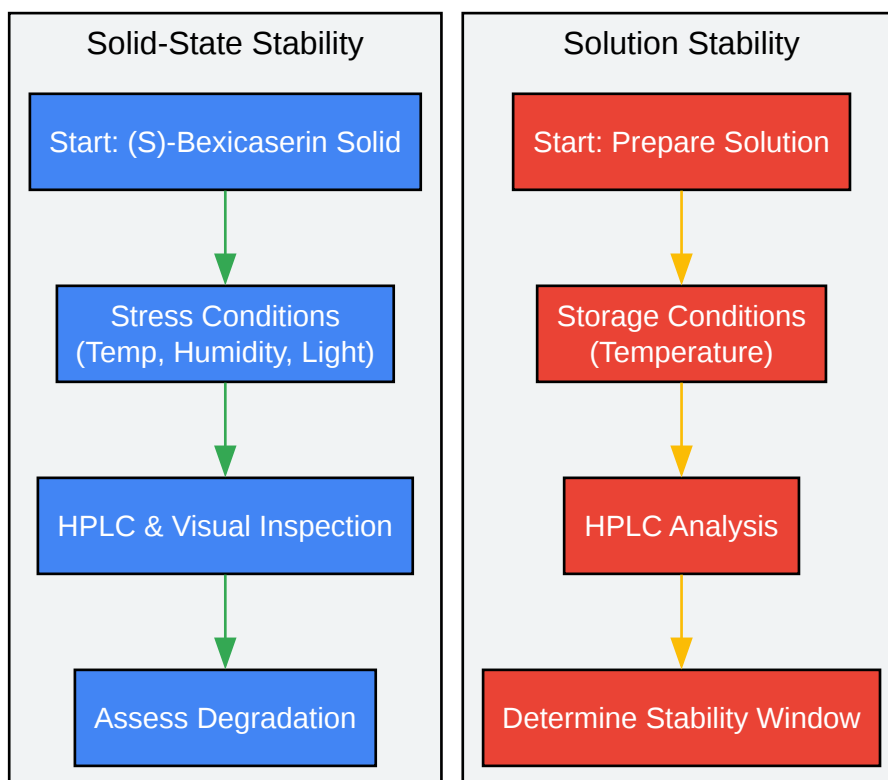 Solid-State Stability
Start: (S)-Bexicaserin Solid
Stress Conditions
(Temp, Humidity, Light)
HPLC & Visual Inspection
Assess Degradation
Solution Stability
Start: Prepare Solution
Storage Conditions
(Temperature)
HPLC Analysis
Determine Stability Window